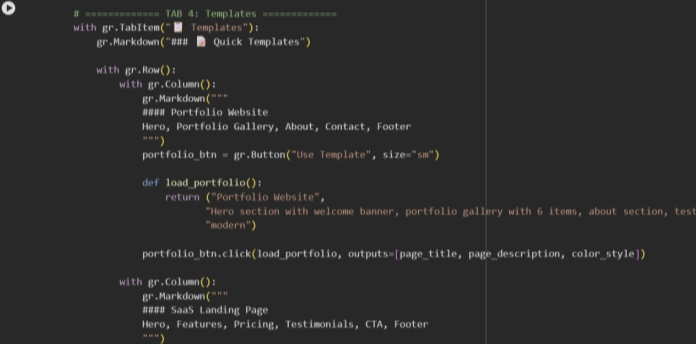 # ============= TAB 4: Templates =============
with gr.TabItem("📋 Templates"):
gr.Markdown("### 📝 Quick Templates")
with gr.Row():
with gr.Column():
gr.Markdown("""
#### Portfolio Website
Hero, Portfolio Gallery, About, Contact, Footer
""")
portfolio_btn = gr.Button("Use Template", size="sm")
def load_portfolio():
return ("Portfolio Website",
"Hero section with welcome banner, portfolio gallery with 6 items, about section, test
"modern")
portfolio_btn.click(load_portfolio, outputs=[page_title, page_description, color_style])
with gr.Column():
gr.Markdown("""
#### SaaS Landing Page
Hero, Features, Pricing, Testimonials, CTA, Footer
""")